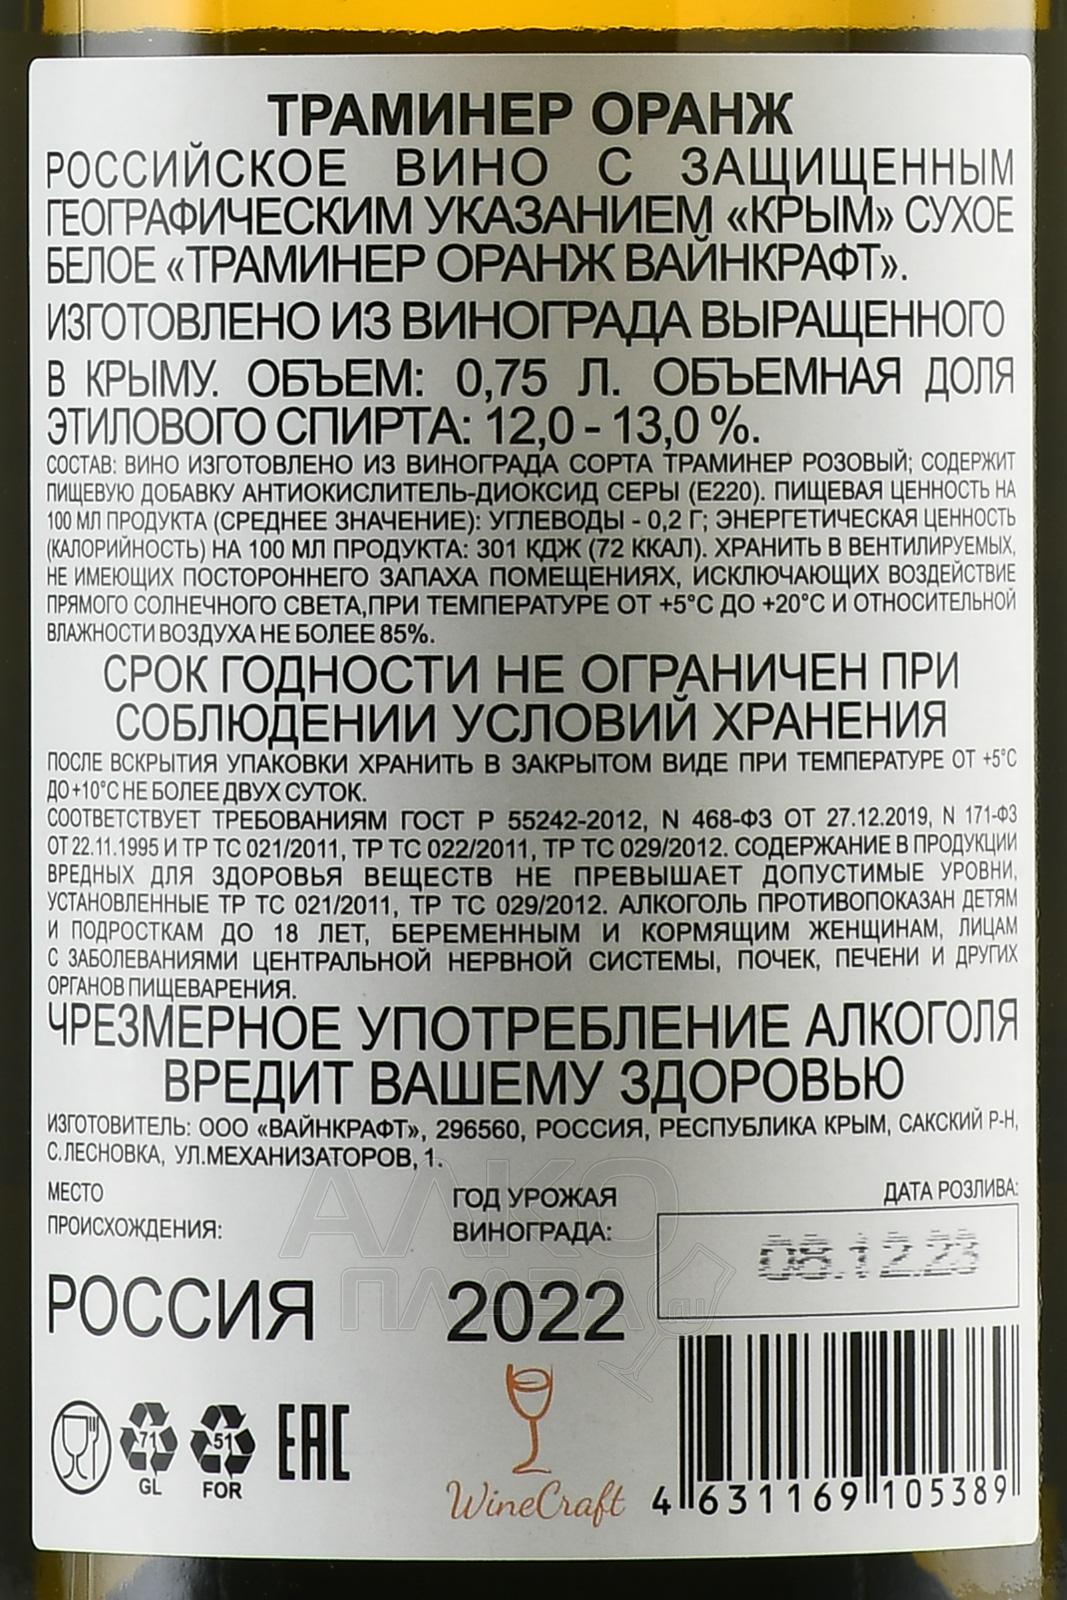 ТРАМИНЕР ОРАНЖ
РОССИЙСКОЕ ВИНО С ЗАЩИЩЕННЫМ
ГЕОГРАФИЧЕСКИМ УКАЗАНИЕМ «КРЫМ» СУХОЕ
БЕЛОЕ «ТРАМИНЕР ОРАНЖ ВАЙНКРАФТ».
ИЗГОТОВЛЕНО ИЗ ВИНОГРАДА ВЫРАЩЕННОГО
В КРЫМУ. ОБЪЕМ: 0,75 Л. ОБЪЕМНАЯ ДОЛЯ
ЭТИЛОВОГО СПИРТА: 12,0 - 13,0 %.
СОСТАВ: ВИНО ИЗГОТОВЛЕНО ИЗ ВИНОГРАДА СОРТА ТРАМИНЕР РОЗОВЫЙ; СОДЕРЖИТ
ПИЩЕВУЮ ДОБАВКУ АНТИОКИСЛИТЕЛЬ-ДИОКСИД СЕРЫ (Е220). ПИЩЕВАЯ ЦЕННОСТЬ НА
100 МЛ ПРОДУКТА (СРЕДНЕЕ ЗНАЧЕНИЕ): УГЛЕВОДЫ - 0,2 Г; ЭНЕРГЕТИЧЕСКАЯ ЦЕННОСТЬ
(КАЛОРИЙНОСТЬ) НА 100 МЛ ПРОДУКТА: 301 КДЖ (72 ККАЛ). ХРАНИТЬ В ВЕНТИЛИРУЕМЫХ,
НЕ ИМЕЮЩИХ ПОСТОРОННЕГО ЗАПАХА ПОМЕЩЕНИЯХ, ИСКЛЮЧАЮЩИХ ВОЗДЕЙСТВИЕ
ПРЯМОГО СОЛНЕЧНОГО СВЕТА,ПРИ ТЕМПЕРАТУРЕ ОТ +5°С ДО +20°С И ОТНОСИТЕЛЬНОЙ
ВЛАЖНОСТИ ВОЗДУХА НЕ БОЛЕЕ 85%.
СРОК ГОДНОСТИ НЕ ОГРАНИЧЕН ПРИ
СОБЛЮДЕНИИ УСЛОВИЙ ХРАНЕНИЯ
ПОСЛЕ ВСКРЫТИЯ УПАКОВКИ ХРАНИТЬ В ЗАКРЫТОМ ВИДЕ ПРИ ТЕМПЕРАТУРЕ ОТ +5°С
ДО +10°С НЕ БОЛЕЕ ДВУХ СУТОК.
СООТВЕТСТВУЕТ ТРЕБОВАНИЯМ ГОСТ Р 55242-2012, N 468-ФЗ ОТ 27.12.2019, N 171-ФЗ
ОТ 22.11.1995 И ТР ТС 021/2011, ТР ТС 022/2011, ТР ТС 029/2012. СОДЕРЖАНИЕ В ПРОДУКЦИИ
ВРЕДНЫХ ДЛЯ ЗДОРОВЬЯ ВЕЩЕСТВ НЕ ПРЕВЫШАЕТ ДОПУСТИМЫЕ УРОВНИ,
УСТАНОВЛЕННЫЕ ТР ТС 021/2011, ТР ТС 029/2012. АЛКОГОЛЬ ПРОТИВОПОКАЗАН ДЕТЯМ
И ПОДРОСТКАМ ДО 18 ЛЕТ, БЕРЕМЕННЫМ И КОРМЯЩИМ ЖЕНЩИНАМ, ЛИЦАМ
С ЗАБОЛЕВАНИЯМИ ЦЕНТРАЛЬНОЙ НЕРВНОЙ СИСТЕМЫ, ПОЧЕК, ПЕЧЕНИ И ДРУГИХ
ОРГАНОВ ПИЩЕВАРЕНИЯ.
ЧРЕЗМЕРНОЕ УПОТРЕБЛЕНИЕ АЛКОГОЛЯ
ВРЕДИТ ВАШЕМУ ЗДОРОВЬЮ
ИЗГОТОВИТЕЛЬ: ООО «ВАЙНКРАФТ», 296560, РОССИЯ, РЕСПУБЛИКА КРЫМ, САКСКИЙ Р-Н,
С.ЛЕСНОВКА, УЛ.МЕХАНИЗАТОРОВ, 1.
МЕСТО
ПРОИСХОЖДЕНИЯ:
РОССИЯ
ГОД УРОЖАЯ
ВИНОГРАДА:
2022
ДАТА РОЗЛИВА:
08.12.23
АЛКО
ПЛАЗА.ru
71
GL
51
FOR
EAC
WineCraft
4 631169 105389